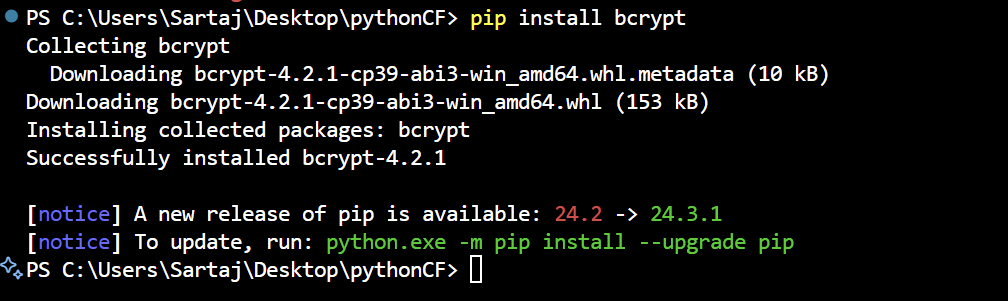 PS C:\Users\Sartaj\Desktop\pythonCF> pip install bcrypt
Collecting bcrypt
  Downloading bcrypt-4.2.1-cp39-abi3-win_amd64.whl.metadata (10 kB)
Downloading bcrypt-4.2.1-cp39-abi3-win_amd64.whl (153 kB)
Installing collected packages: bcrypt
Successfully installed bcrypt-4.2.1

[notice] A new release of pip is available: 24.2 -> 24.3.1
[notice] To update, run: python.exe -m pip install --upgrade pip
PS C:\Users\Sartaj\Desktop\pythonCF>